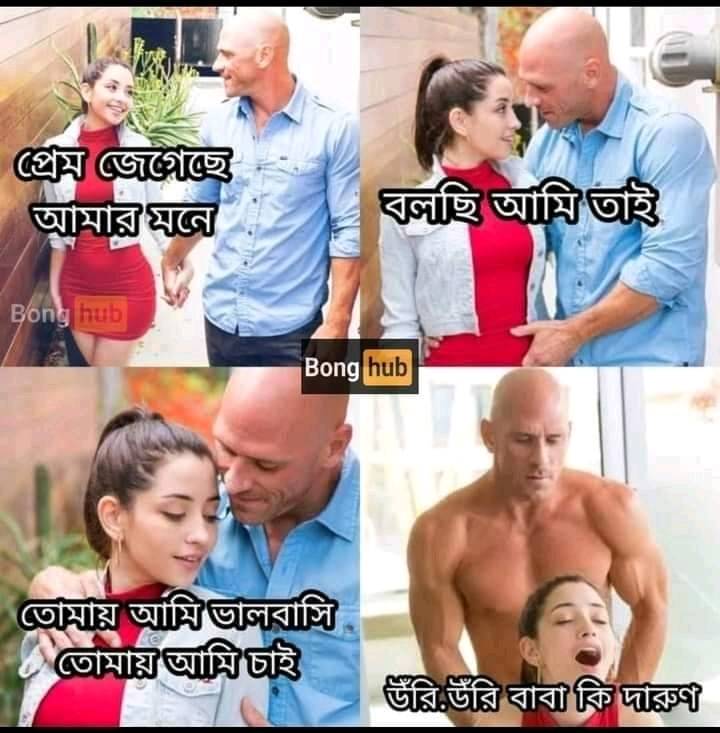 প্রেম জেগেছে
আমার মনে
বলছি আমি তাই
Bong hub
Bong hub
তোমায় আমি ভালবাসি
তোমায় আমি চাই
উঁরি.উঁরি বাবা কি দারুণ